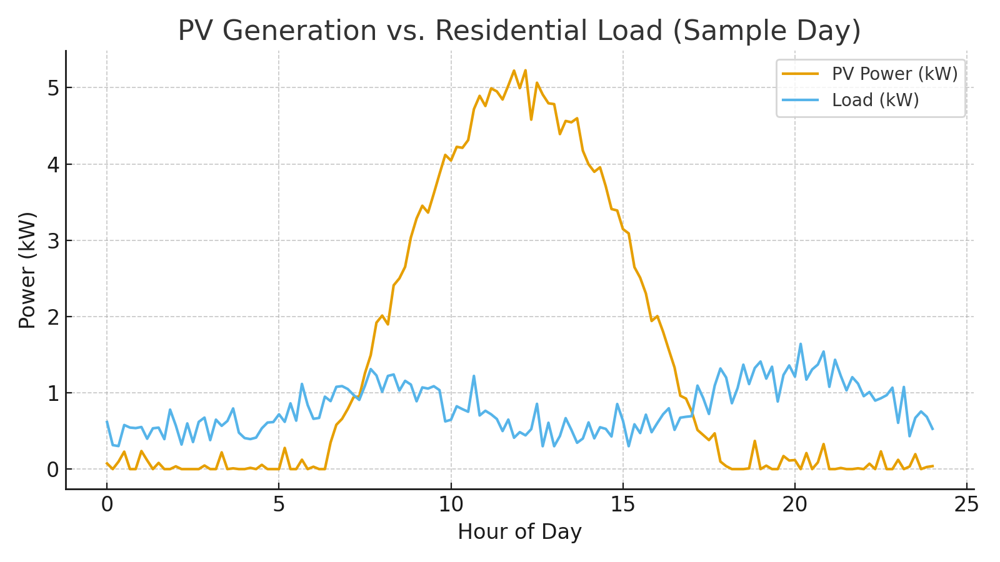 PV Generation vs. Residential Load (Sample Day)
PV Power (kW)
Load (kW)
Power (kW)
5
4
3
2
1
0
0 5 10 15 20 25
Hour of Day